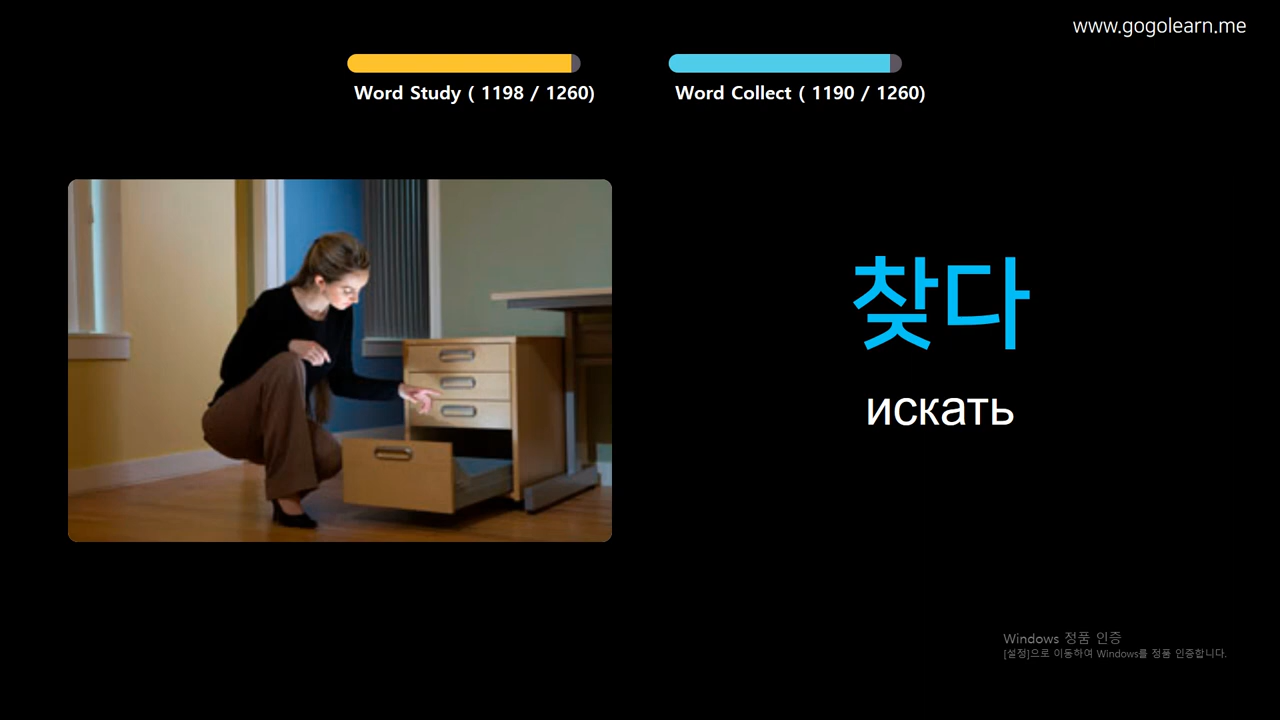 www.gogolearn.me
Word Study ( 1198 / 1260)
Word Collect ( 1190 / 1260)
찾다
искать
Windows 정품 인증
[설정]으로 이동하여 Windows를 정품 인증합니다.